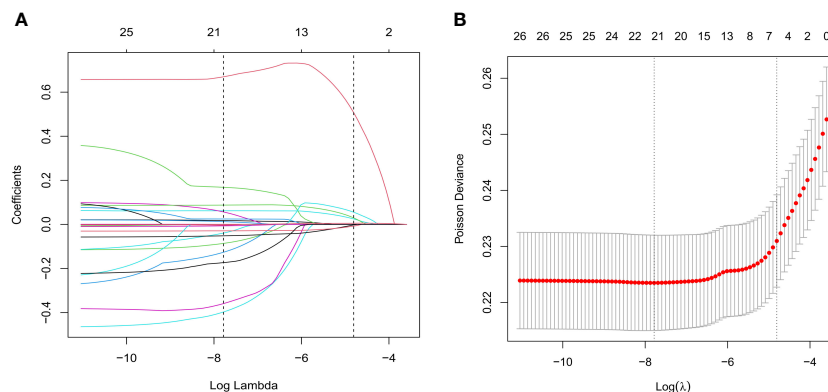 A
25 21 13 2
Coefficients
0.6
0.4
0.2
0.0
−0.2
−0.4
−10 −8 −6 −4
Log Lambda
B
26 26 25 25 24 22 21 20 15 13 8 7 4 2 0
Poisson Deviance
0.26
0.25
0.24
0.23
0.22
−10 −8 −6 −4
Log(λ)